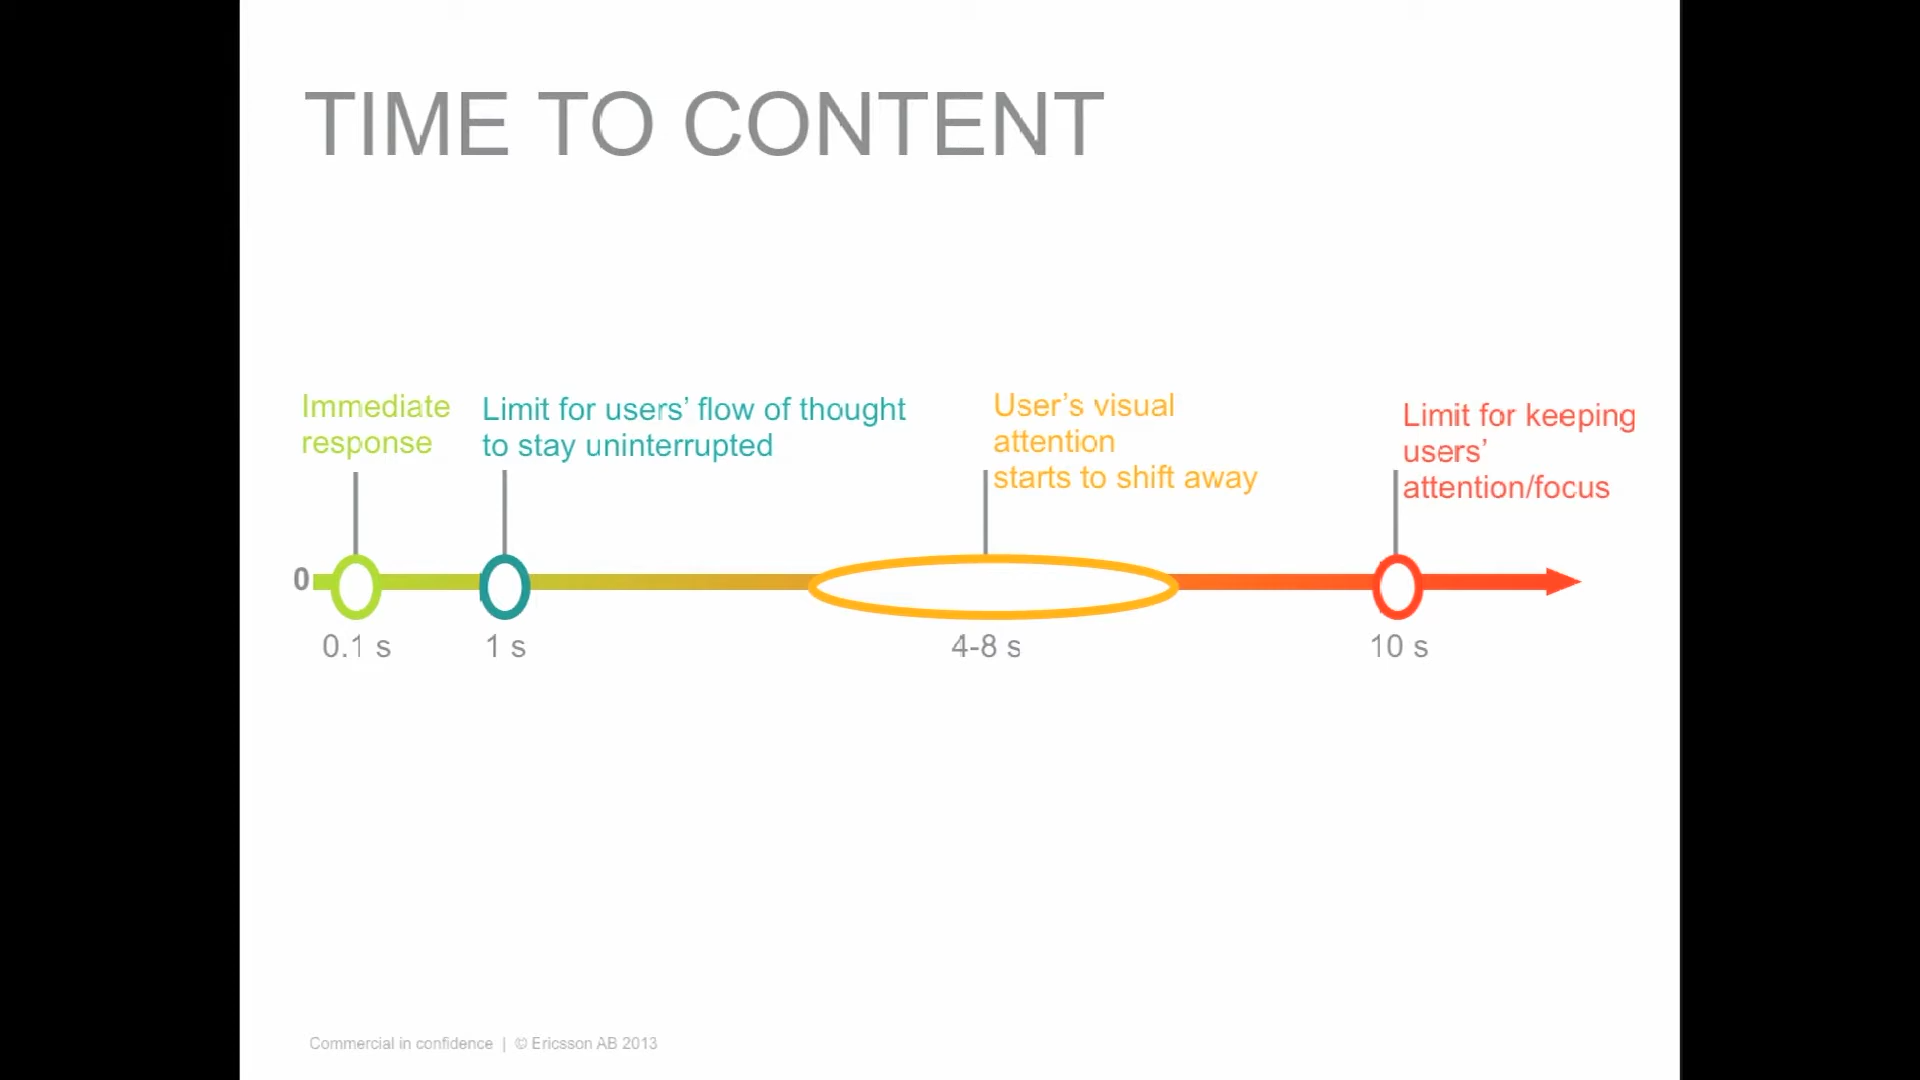 TIME TO CONTENT
Immediate
response
Limit for users’ flow of thought
to stay uninterrupted
User’s visual
attention
starts to shift away
Limit for keeping
users’
attention/focus
0
0.1 s
1 s
4-8 s
10 s
Commercial in confidence | © Ericsson AB 2013